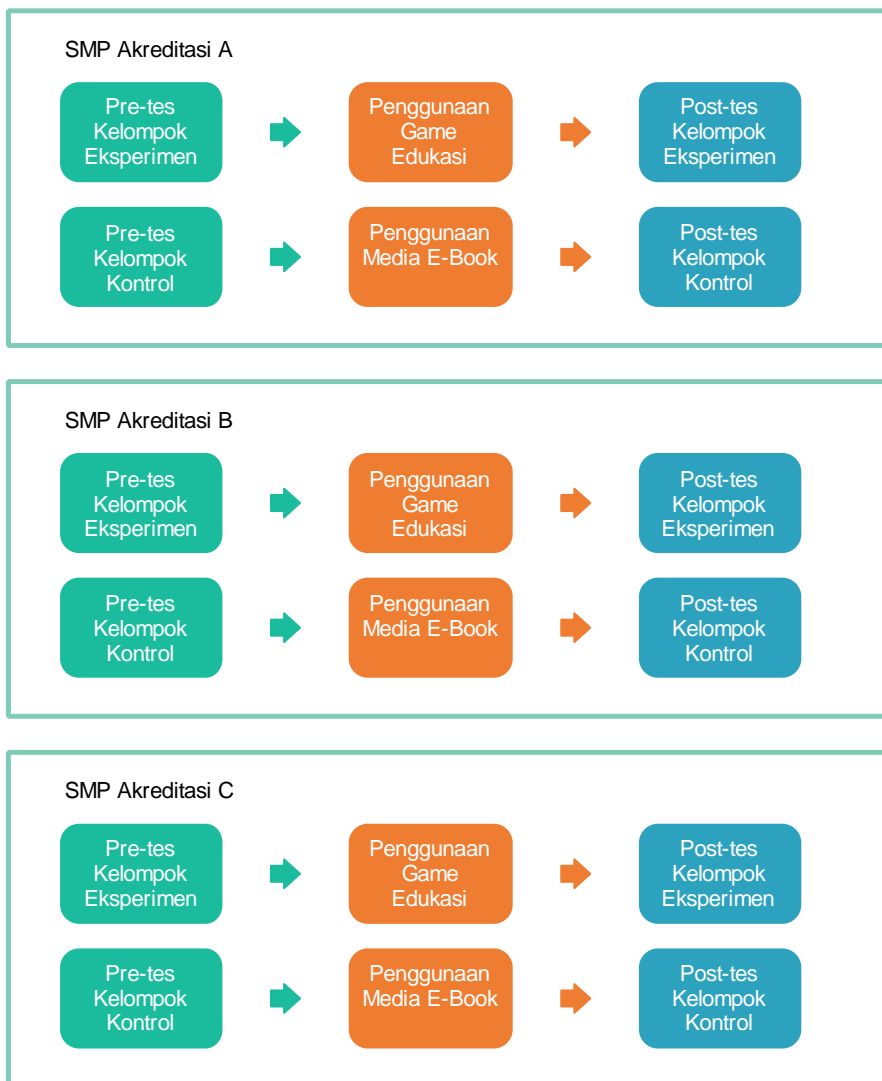 SMP Akreditasi A
Pre-tes
Kelompok
Eksperimen
Penggunaan
Game
Edukasi
Post-tes
Kelompok
Eksperimen
Pre-tes
Kelompok
Kontrol
Penggunaan
Media E-Book
Post-tes
Kelompok
Kontrol
SMP Akreditasi B
Pre-tes
Kelompok
Eksperimen
Penggunaan
Game
Edukasi
Post-tes
Kelompok
Eksperimen
Pre-tes
Kelompok
Kontrol
Penggunaan
Media E-Book
Post-tes
Kelompok
Kontrol
SMP Akreditasi C
Pre-tes
Kelompok
Eksperimen
Penggunaan
Game
Edukasi
Post-tes
Kelompok
Eksperimen
Pre-tes
Kelompok
Kontrol
Penggunaan
Media E-Book
Post-tes
Kelompok
Kontrol